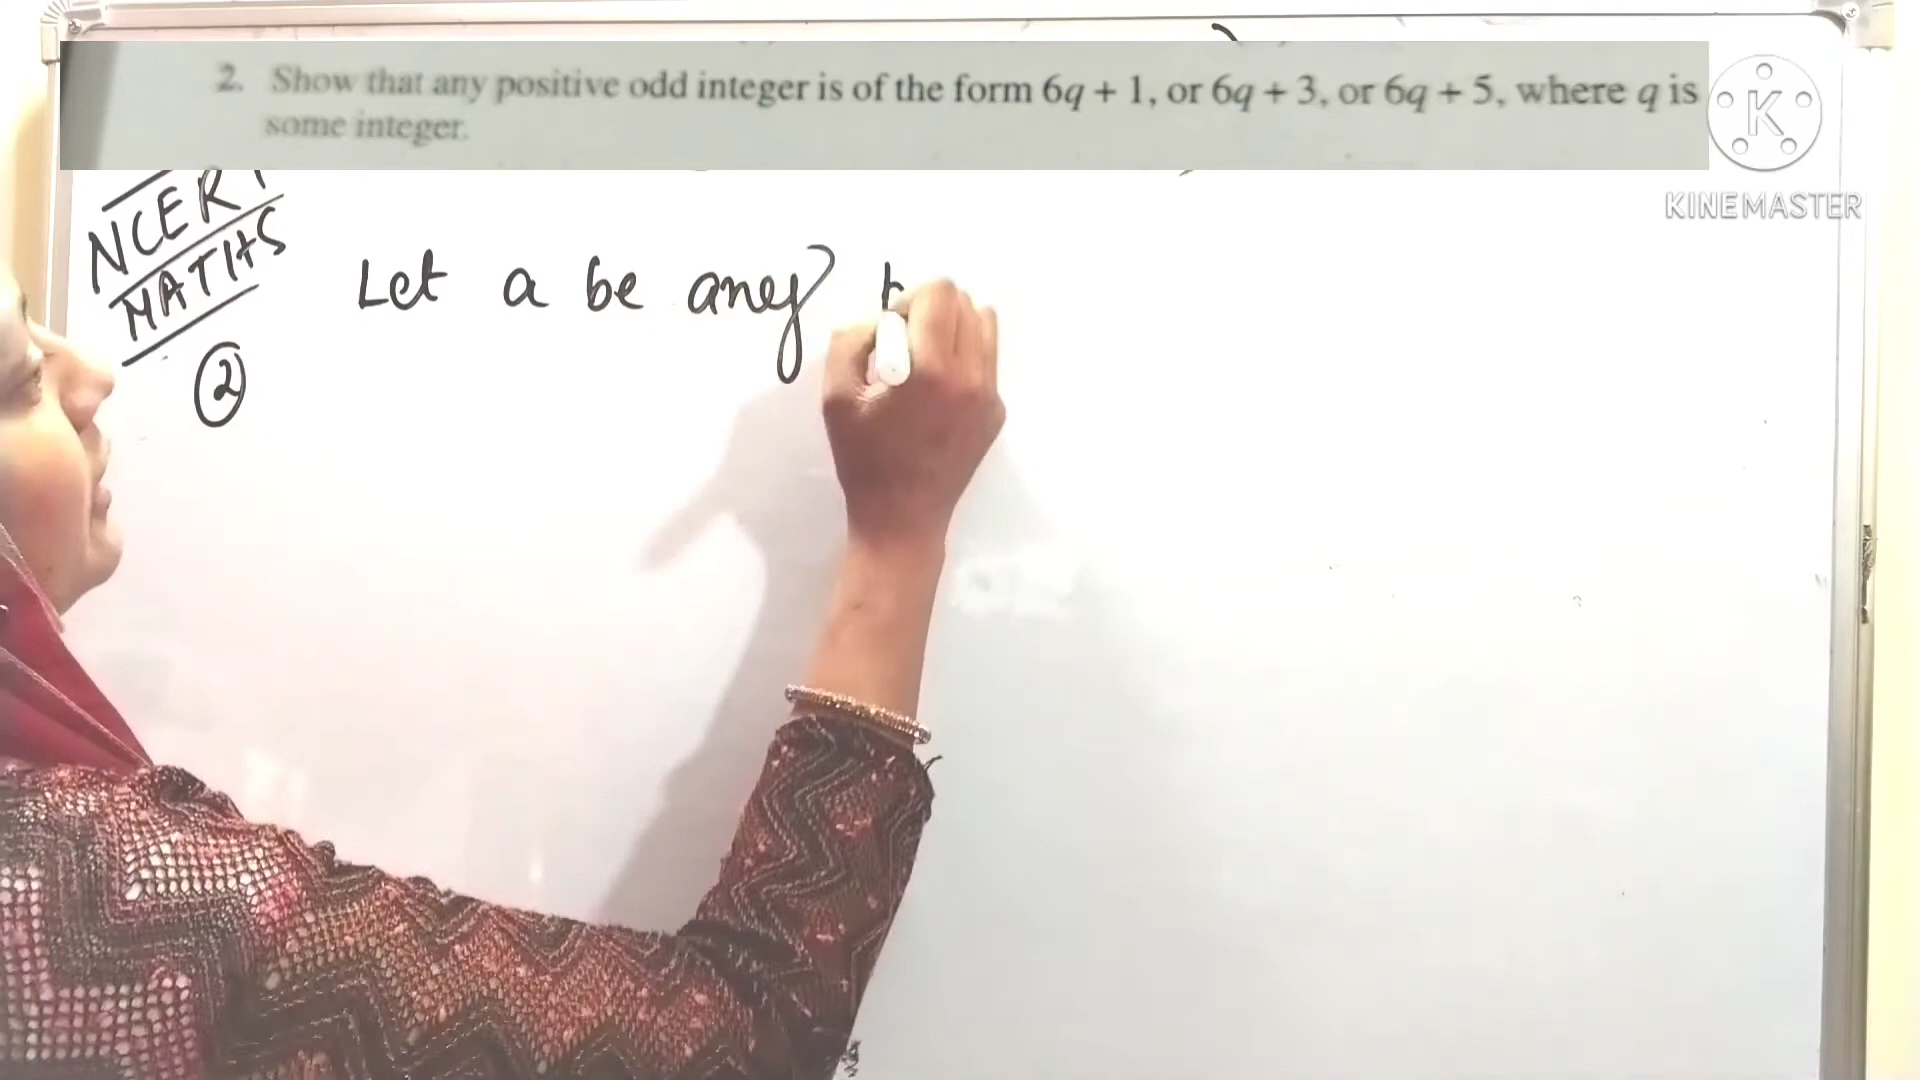 2. Show that any positive odd integer is of the form 6q + 1, or 6q + 3, or 6q + 5, where q is
some integer.
K
KINEMASTER
NCERT
MATHS
Let a be any
2